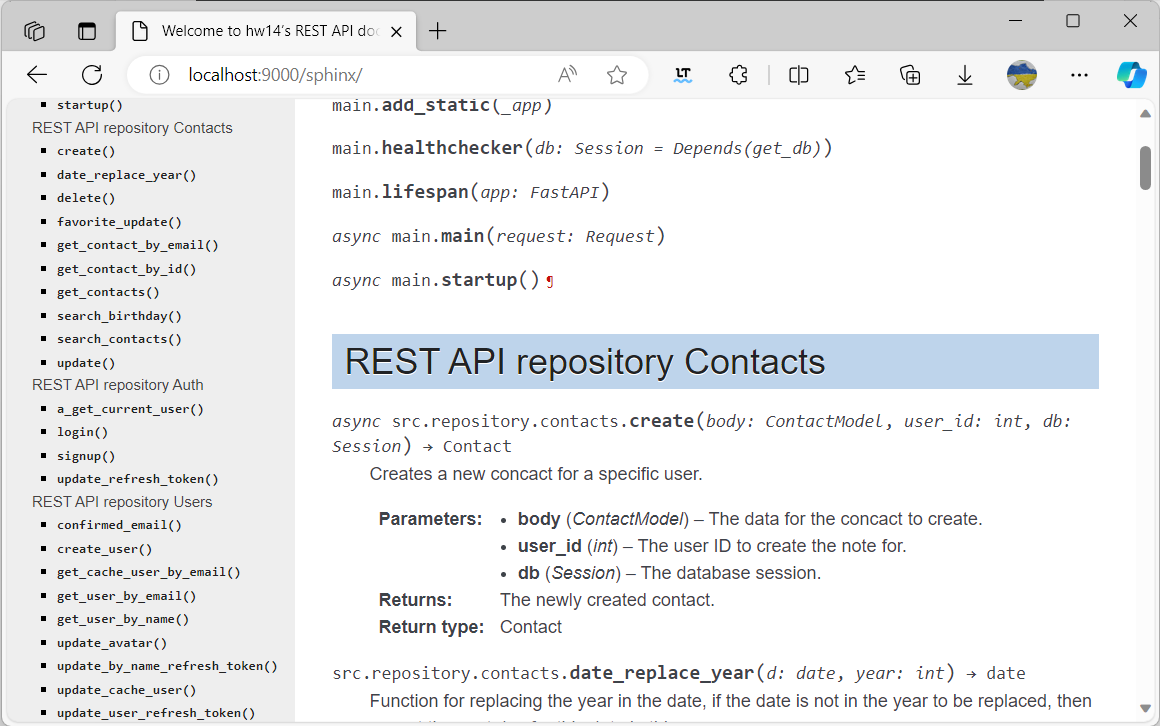 Welcome to hw14's REST API doc
localhost:9000/sphinx/
A
LT
startup()
REST API repository Contacts
create()
date_replace_year()
delete()
favorite_update()
get_contact_by_email()
get_contact_by_id()
get_contacts()
search_birthday()
search_contacts()
update()
REST API repository Auth
a_get_current_user()
login()
signup()
update_refresh_token()
REST API repository Users
confirmed_email()
create_user()
get_cache_user_by_email()
get_user_by_email()
get_user_by_name()
update_avatar()
update_by_name_refresh_token()
update_cache_user()
update_user_refresh_token()
main.add_static(_app)
main.healthchecker(db: Session = Depends(get_db))
main.lifespan(app: FastAPI)
async main.main(request: Request)
async main.startup() ¶
REST API repository Contacts
async src.repository.contacts.create(body: ContactModel, user_id: int, db:
Session) → Contact
Creates a new concact for a specific user.
Parameters: • body (ContactModel) – The data for the concact to create.
• user_id (int) – The user ID to create the note for.
• db (Session) – The database session.
Returns: The newly created contact.
Return type: Contact
src.repository.contacts.date_replace_year(d: date, year: int) → date
Function for replacing the year in the date, if the date is not in the year to be replaced, then